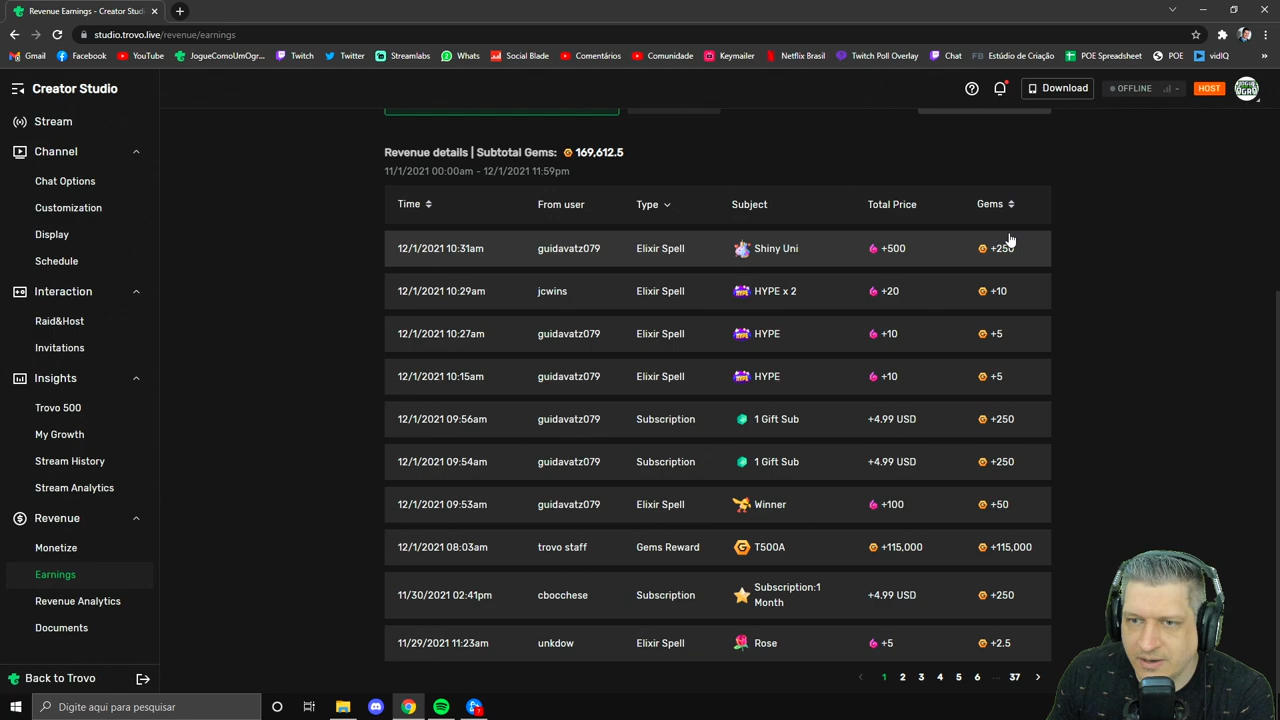 Revenue Earnings - Creator Studi
studio.trovo.live/revenue/earnings
Gmail Facebook YouTube JogueComoUmOgr... Twitch Twitter Streamlabs Whats Social Blade Comentários Comunidade Keymailer Netflix Brasil Twitch Poll Overlay Chat Estúdio de Criação POE Spreadsheet POE vidIQ
Creator Studio
Download
OFFLINE
HOST
Stream
Channel
Chat Options
Customization
Display
Schedule
Interaction
Raid&Host
Invitations
Insights
Trovo 500
My Growth
Stream History
Stream Analytics
Revenue
Monetize
Earnings
Revenue Analytics
Documents
Back to Trovo
Revenue details | Subtotal Gems: 169,612.5
11/1/2021 00:00am - 12/1/2021 11:59pm
Time From user Type Subject Total Price Gems
12/1/2021 10:31am guidavatz079 Elixir Spell Shiny Uni +500 +250
12/1/2021 10:29am jcwins Elixir Spell HYPE x 2 +20 +10
12/1/2021 10:27am guidavatz079 Elixir Spell HYPE +10 +5
12/1/2021 10:15am guidavatz079 Elixir Spell HYPE +10 +5
12/1/2021 09:56am guidavatz079 Subscription 1 Gift Sub +4.99 USD +250
12/1/2021 09:54am guidavatz079 Subscription 1 Gift Sub +4.99 USD +250
12/1/2021 09:53am guidavatz079 Elixir Spell Winner +100 +50
12/1/2021 08:03am trovo staff Gems Reward T500A +115,000 +115,000
11/30/2021 02:41pm cbocchese Subscription Subscription:1 +4.99 USD +250
Month
11/29/2021 11:23am unkdow Elixir Spell Rose +5 +2.5
1 2 3 4 5 6 ... 37
Digite aqui para pesquisar